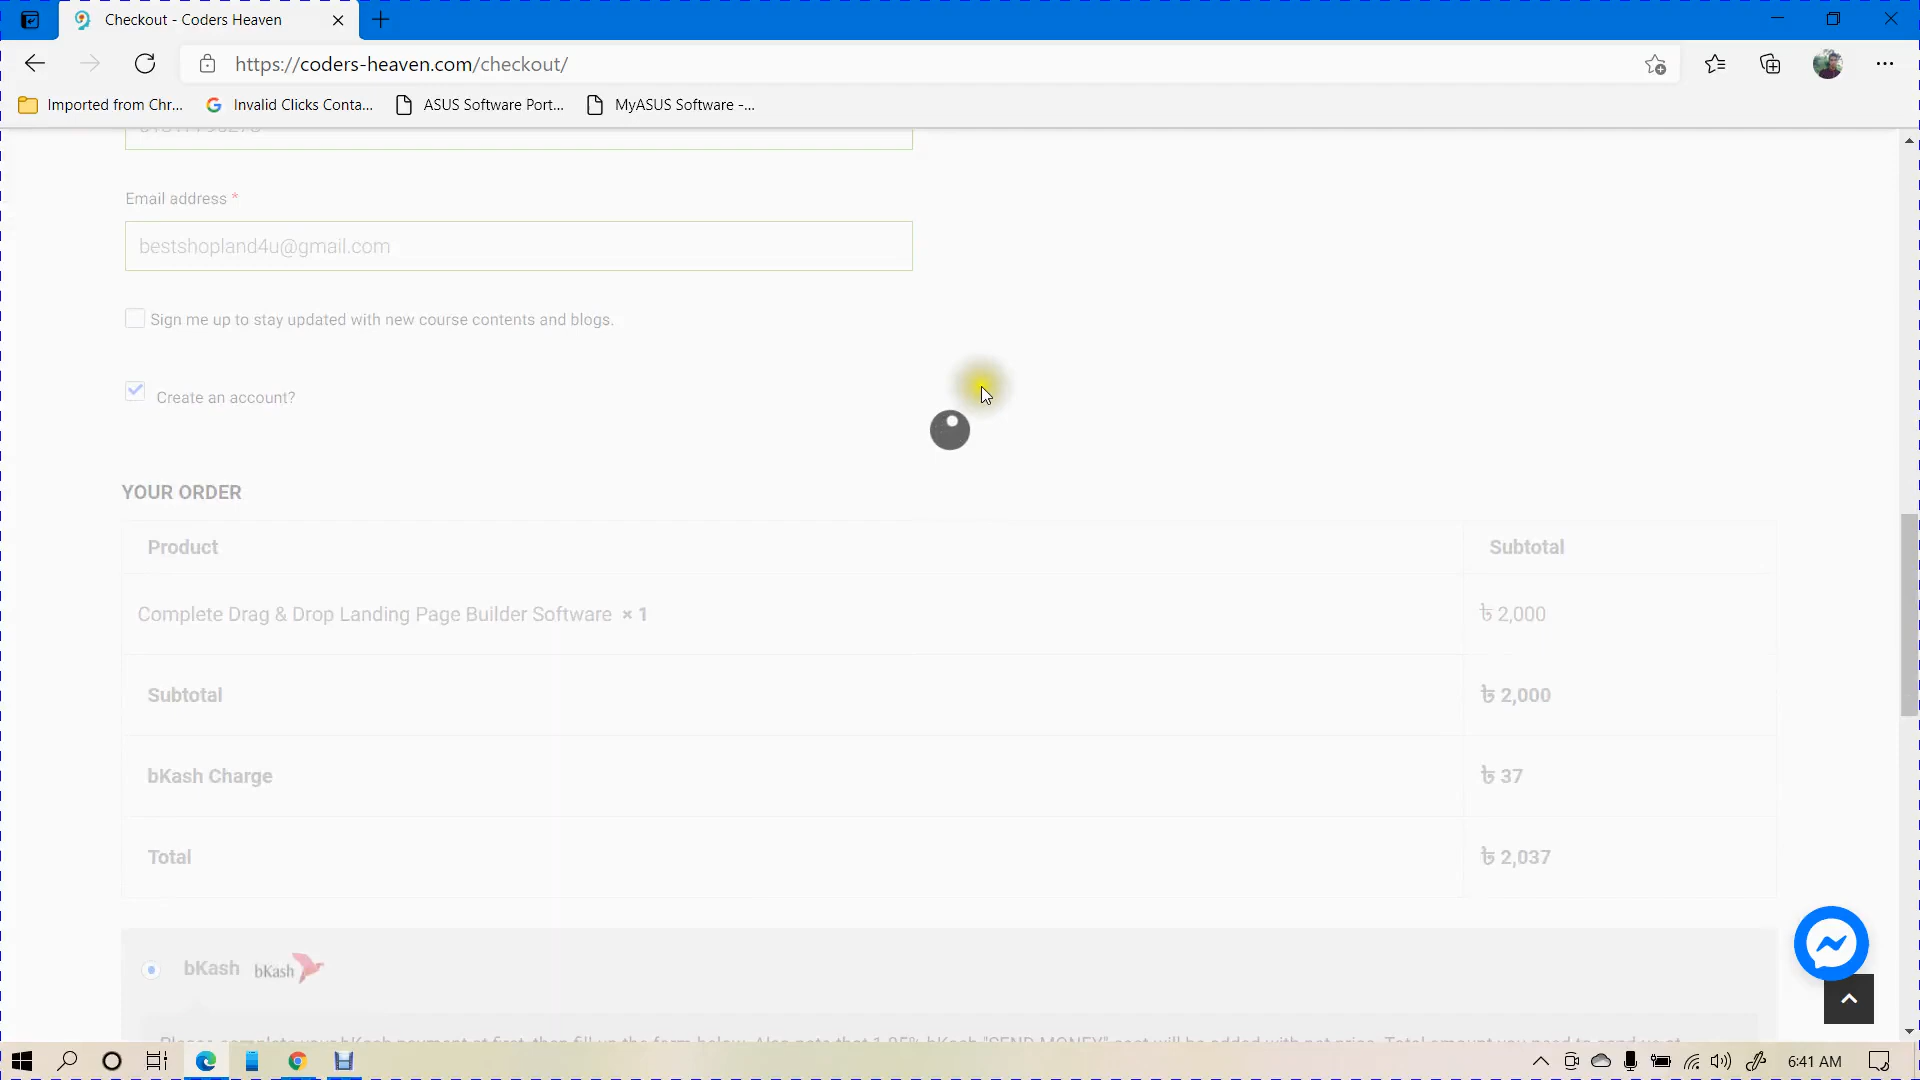 Checkout - Coders Heaven
https://coders-heaven.com/checkout/
Imported from Chr...
Invalid Clicks Conta...
ASUS Software Port...
MyASUS Software -...
Email address *
bestshopland4u@gmail.com
Sign me up to stay updated with new course contents and blogs.
Create an account?
YOUR ORDER
Product Subtotal
Complete Drag & Drop Landing Page Builder Software × 1 ৳ 2,000
Subtotal ৳ 2,000
bKash Charge ৳ 37
Total ৳ 2,037
bKash bKash
6:41 AM